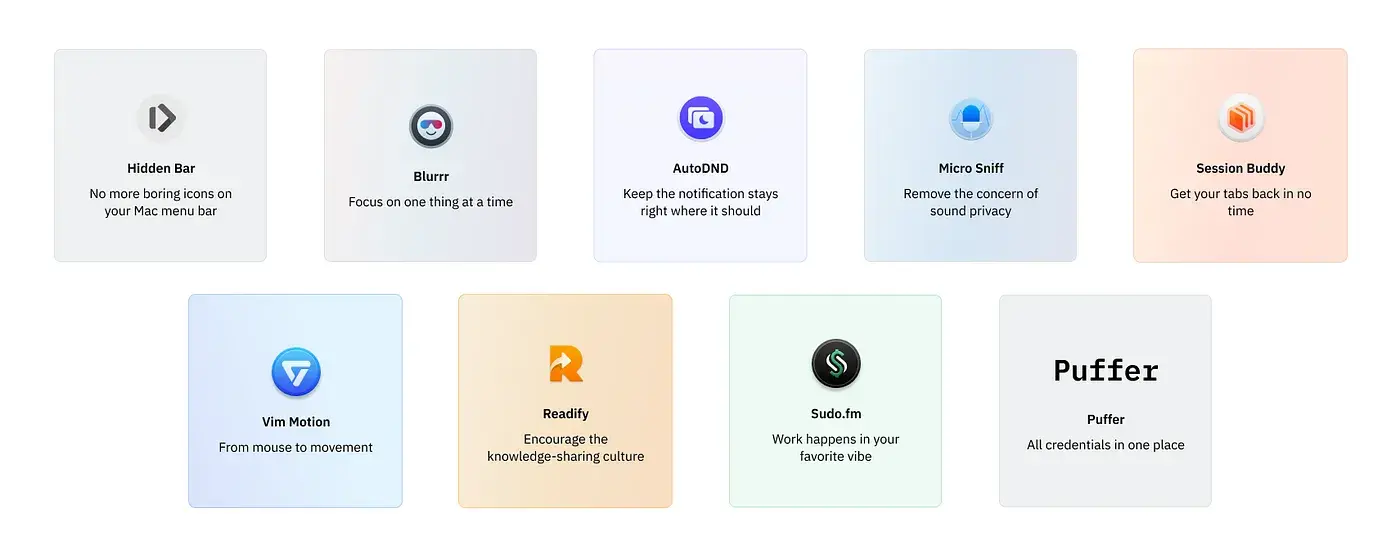 Hidden Bar
No more boring icons on
your Mac menu bar
Blurrr
Focus on one thing at a time
AutoDND
Keep the notification stays
right where it should
Micro Sniff
Remove the concern of
sound privacy
Session Buddy
Get your tabs back in no
time
Vim Motion
From mouse to movement
Readify
Encourage the
knowledge-sharing culture
Sudo.fm
Work happens in your
favorite vibe
Puffer
Puffer
All credentials in one place